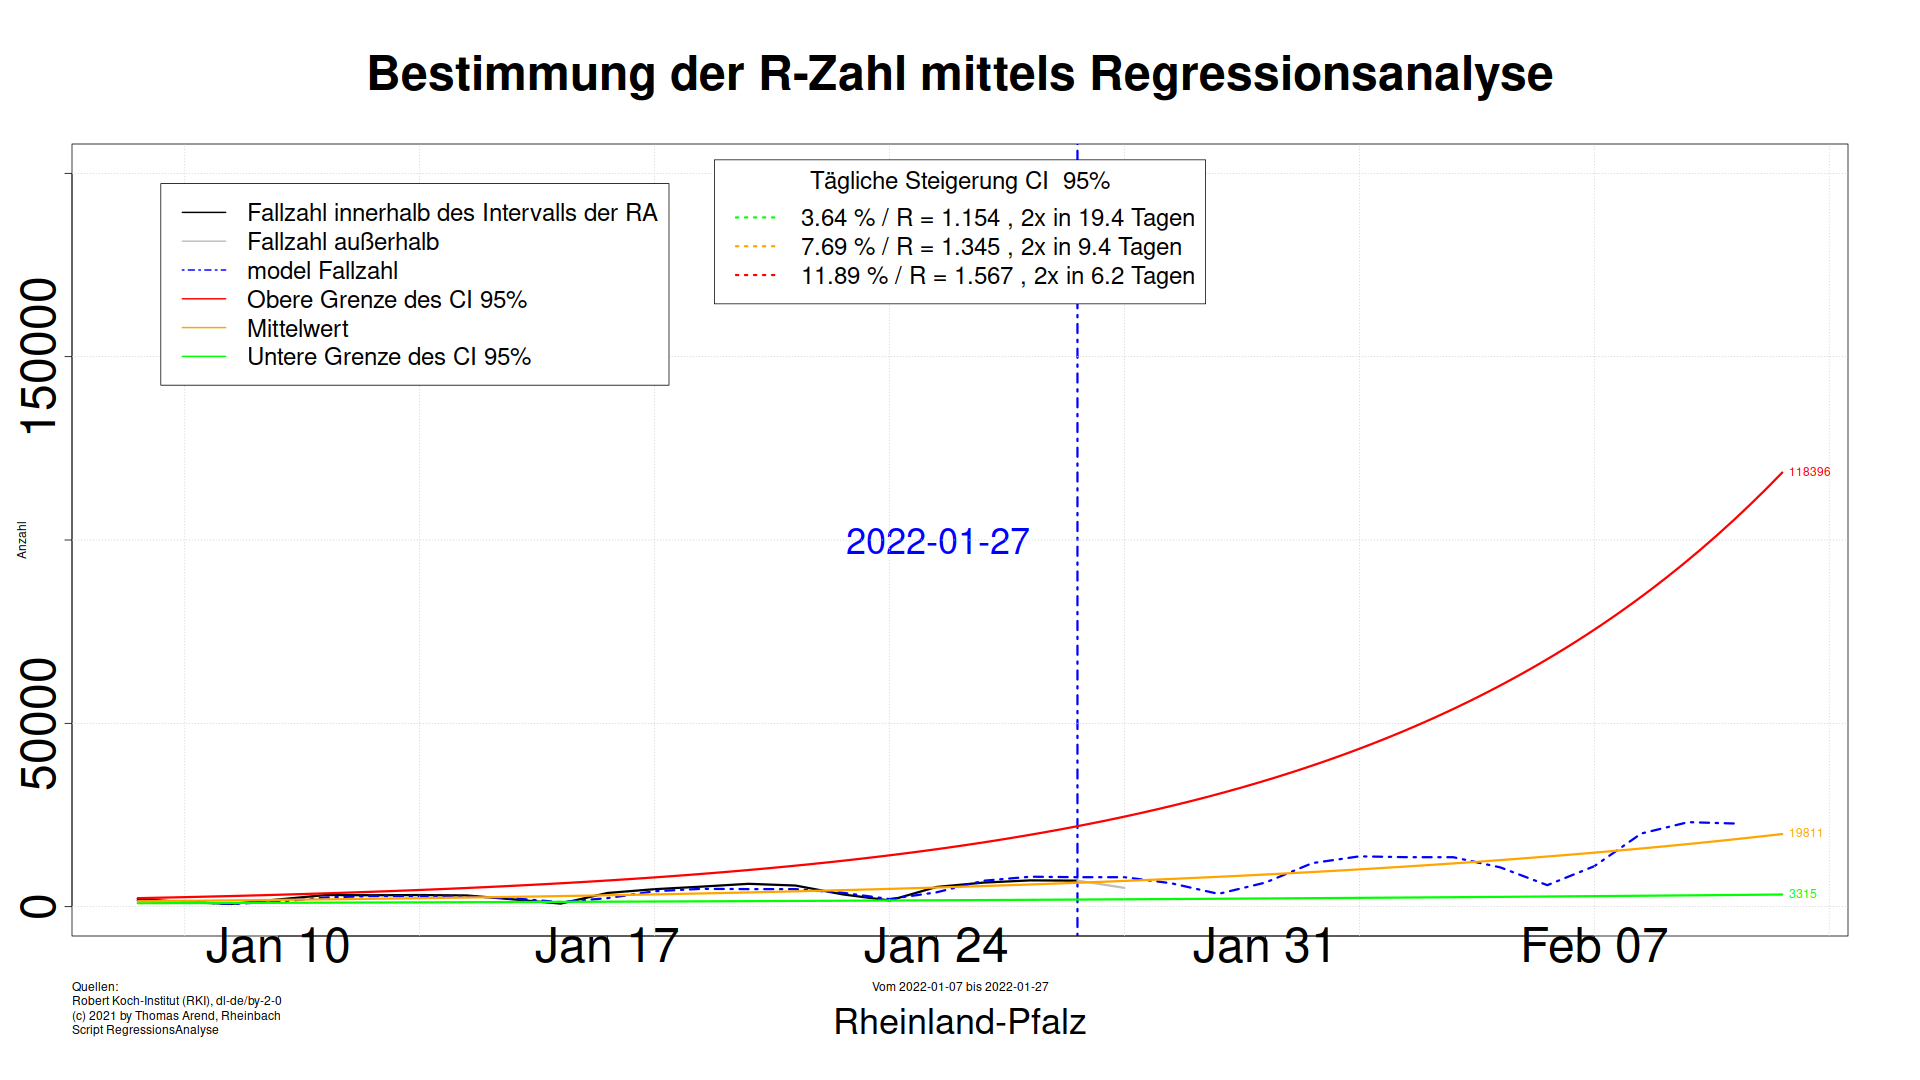 Bestimmung der R-Zahl mittels Regressionsanalyse
Fallzahl innerhalb des Intervalls der RA
Fallzahl außerhalb
model Fallzahl
Obere Grenze des CI 95%
Mittelwert
Untere Grenze des CI 95%
Tägliche Steigerung CI  95%
3.64 % / R = 1.154 , 2x in 19.4 Tagen
7.69 % / R = 1.345 , 2x in 9.4 Tagen
11.89 % / R = 1.567 , 2x in 6.2 Tagen
150000
50000
0
Anzahl
2022-01-27
118396
19811
3315
Jan 10
Jan 17
Jan 24
Jan 31
Feb 07
Quellen:
Robert Koch-Institut (RKI), dl-de/by-2-0
(c) 2021 by Thomas Arend, Rheinbach
Script RegressionsAnalyse
Vom 2022-01-07 bis 2022-01-27
Rheinland-Pfalz